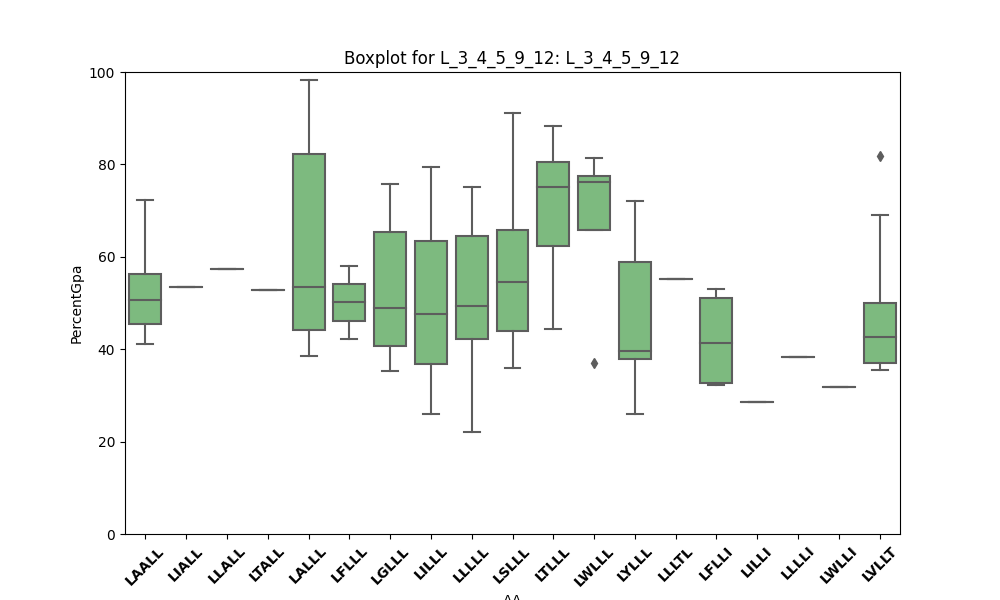 Boxplot for L_3_4_5_9_12: L_3_4_5_9_12
PercentGpa
100
80
60
40
20
0
LAALL
LIALL
LLALL
LTALL
LALLL
LFLLL
LGLLL
LILLL
LLLLL
LSLLL
LTLLL
LWLLL
LYLLL
LLLTL
LFLLI
LILLI
LLLLI
LWLLI
LVLLT
AA